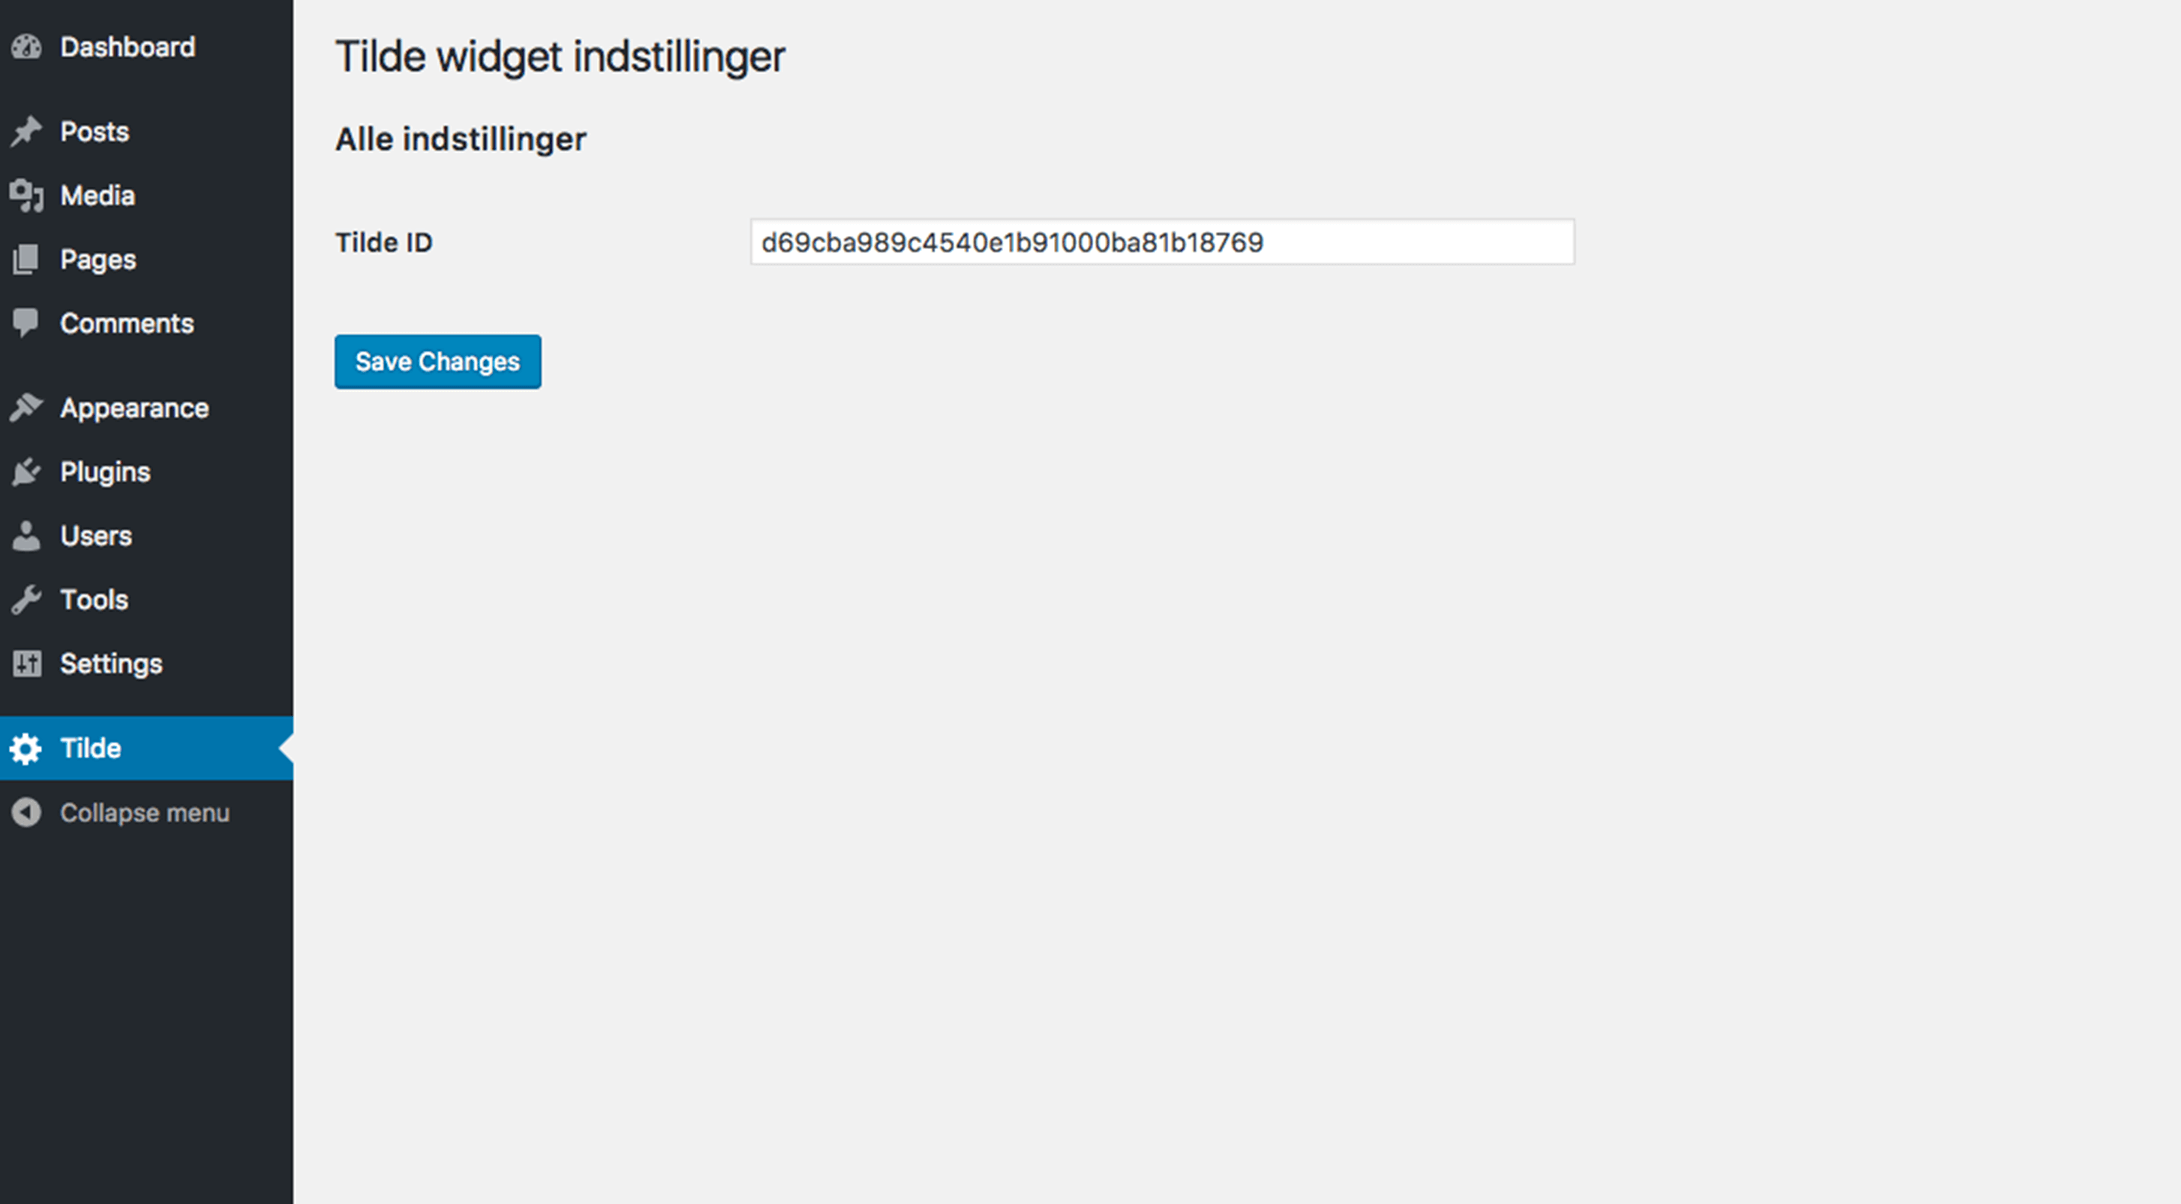 Dashboard
Posts
Media
Pages
Comments
Appearance
Plugins
Users
Tools
Settings
Tilde
Collapse menu
Tilde widget indstillinger
Alle indstillinger
Tilde ID
d69cba989c4540e1b91000ba81b18769
Save Changes